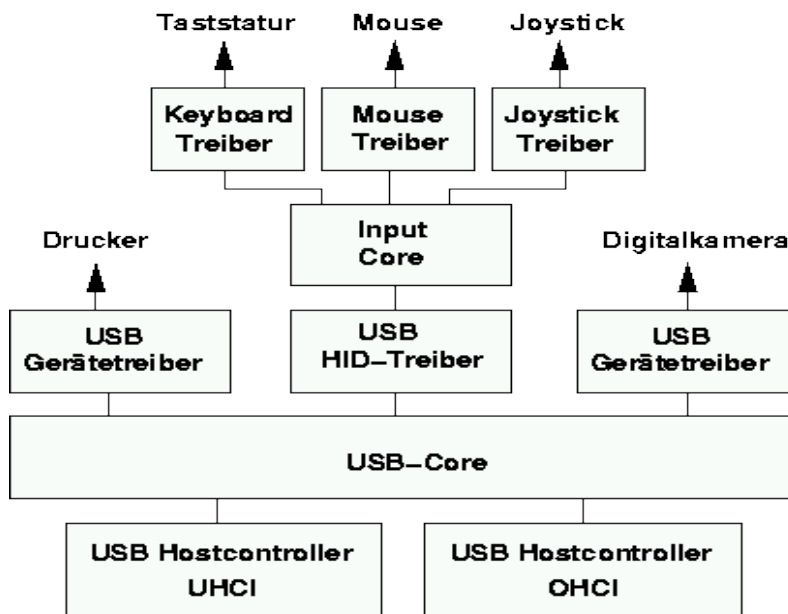 Taststatur Mouse Joystick
Keyboard Mouse Joystick
Treiber Treiber Treiber
Input
Core
Drucker Digitalkamera
USB USB USB
Gerätetreiber HID-Treiber Gerätetreiber
USB-Core
USB Hostcontroller USB Hostcontroller
UHCI OHCI